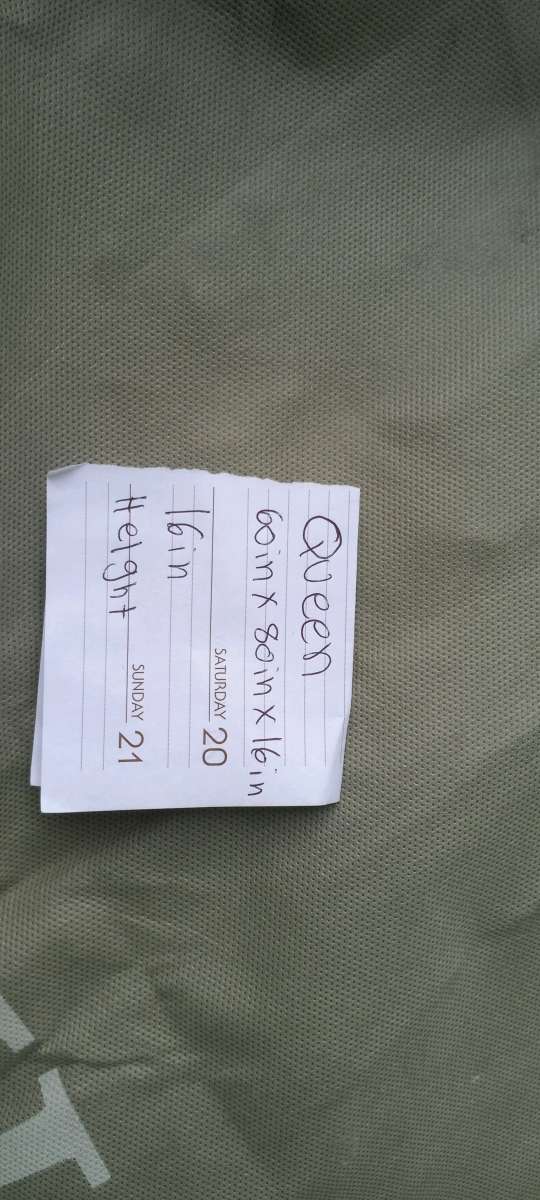 Queen
60in x 80in x 16in
SATURDAY 20
16in
Height
SUNDAY 21